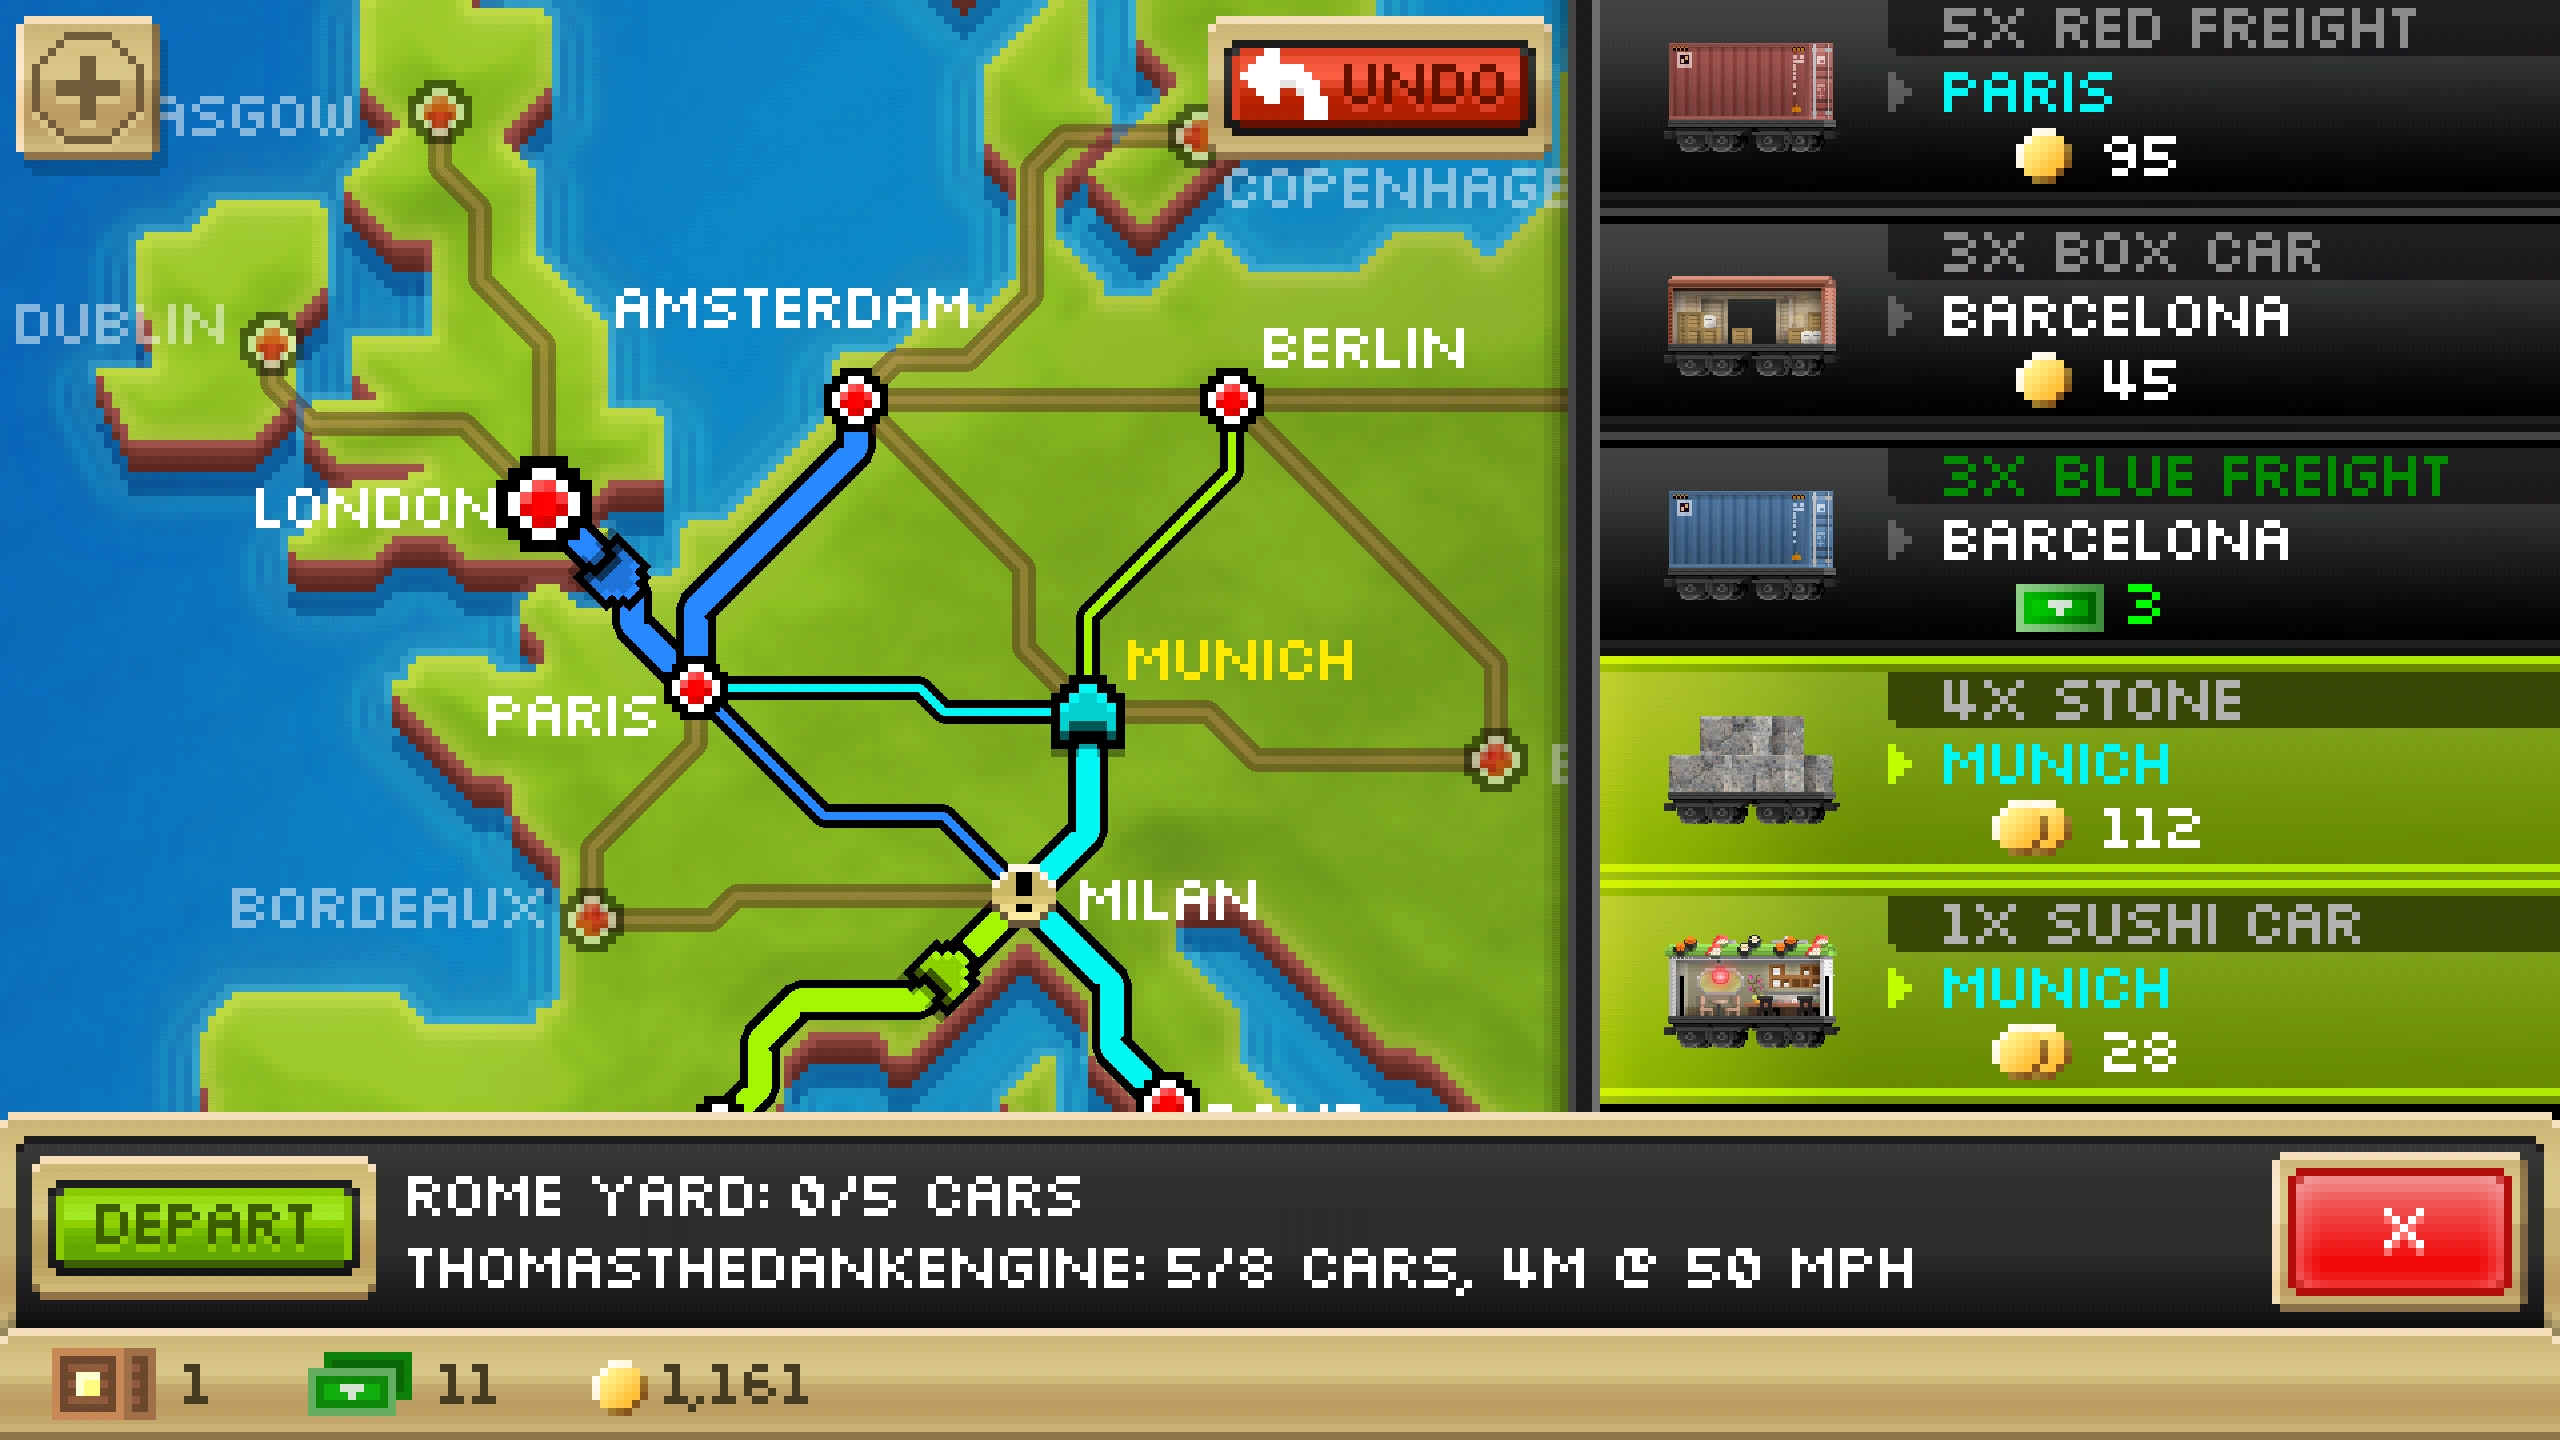 ASGOW
UNDO
COPENHAGE
DUBLIN
AMSTERDAM
BERLIN
LONDON
MUNICH
PARIS
BORDEAUX
!
MILAN
5X RED FREIGHT
PARIS
95
3X BOX CAR
BARCELONA
45
3X BLUE FREIGHT
BARCELONA
3
4X STONE
MUNICH
112
1X SUSHI CAR
MUNICH
28
DEPART
ROME YARD: 0/5 CARS
THOMASTHEDANKENGINE: 5/8 CARS, 4M @ 50 MPH
X
1
11
1,161